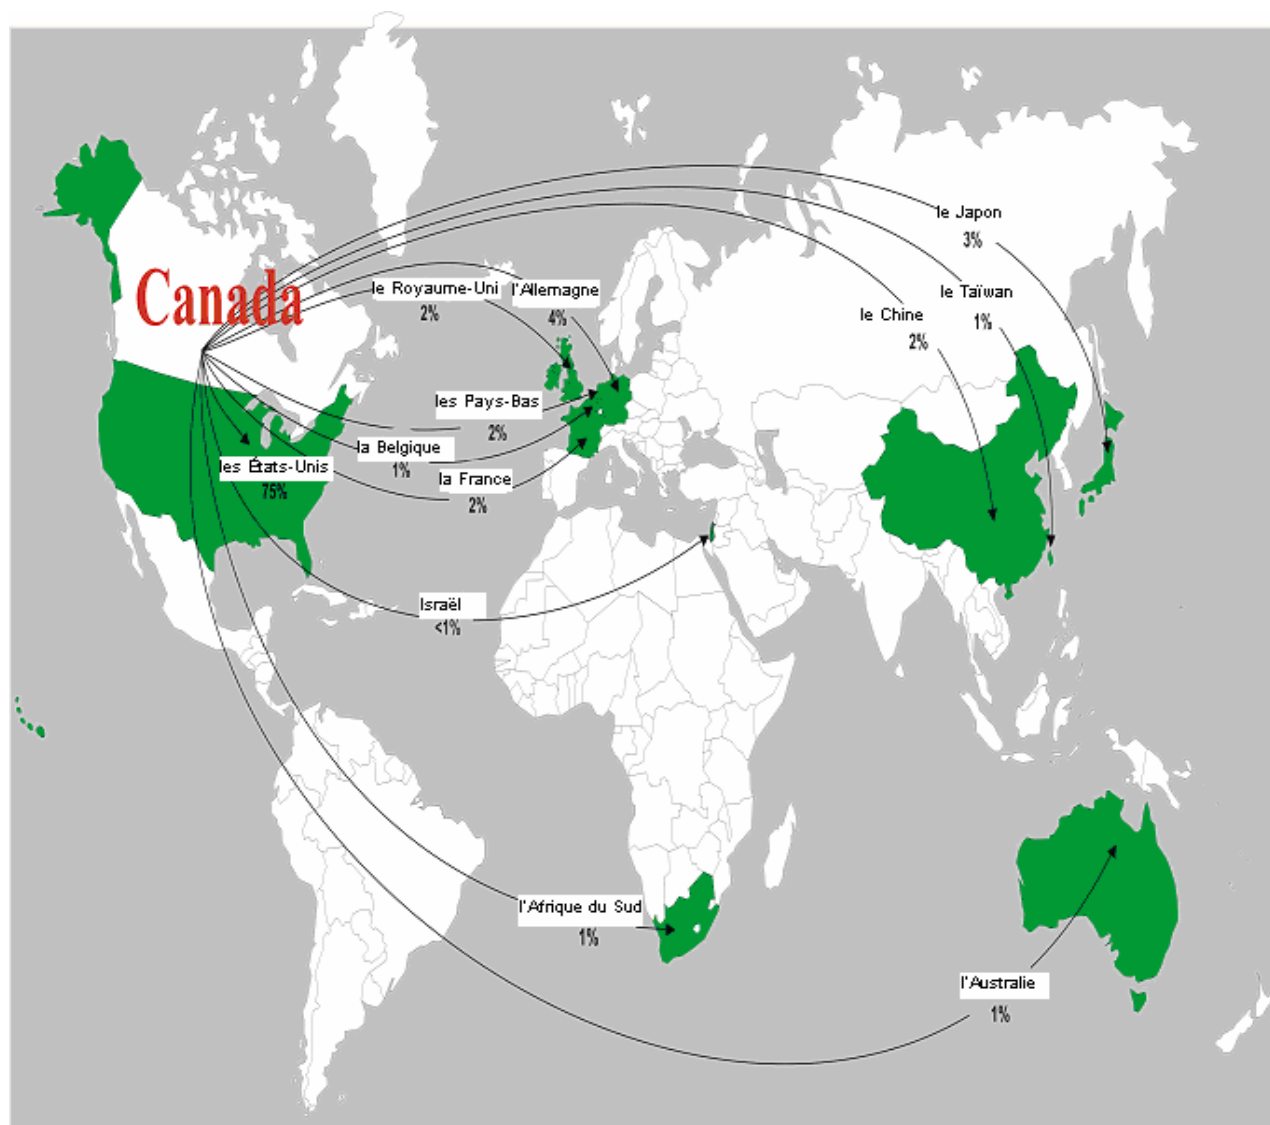 le Japon
3%
Canada
le Royaume-Uni
2%
l'Allemagne
4%
le Taïwan
1%
le Chine
2%
les Pays-Bas
2%
la Belgique
1%
les États-Unis
75%
la France
2%
Israël
<1%
l'Afrique du Sud
1%
l'Australie
1%